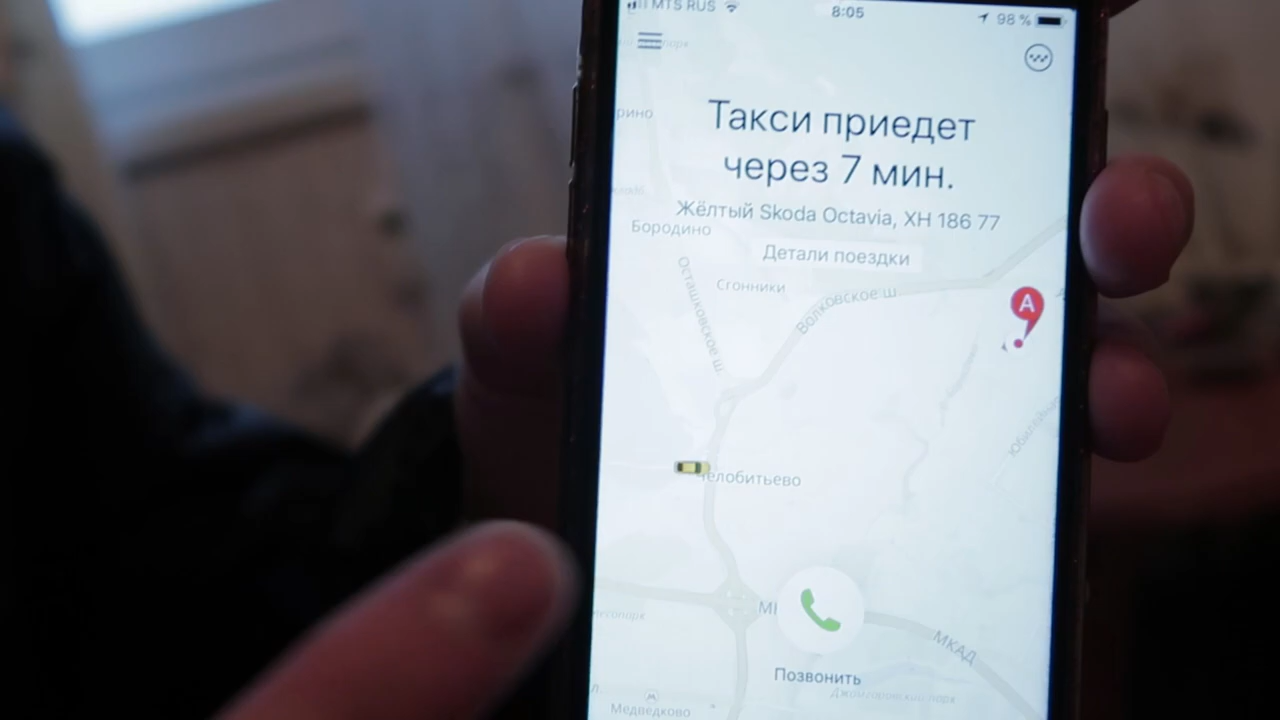 MTS RUS
8:05
98 %
Такси приедет
через 7 мин.
Жёлтый Skoda Octavia, ХН 186 77
Бородино
Детали поездки
Осташковское ш.
Сгонники
Волковское ш.
А
Юбилейная
Челобитьево
МКАД
Позвонить
Медведково